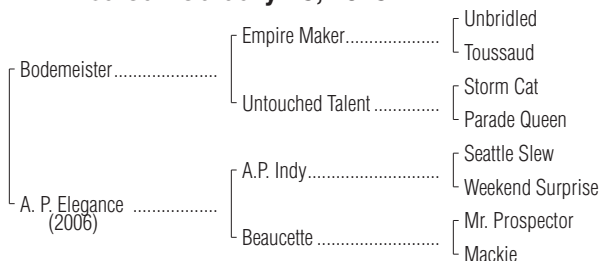 Unbridled
Empire Maker....................
Toussaud
Bodemeister......................
Storm Cat
Untouched Talent ..............
Parade Queen
Seattle Slew
A.P. Indy............................
Weekend Surprise
A. P. Elegance ..................
(2006)
Mr. Prospector
Beaucette ..........................
Mackie